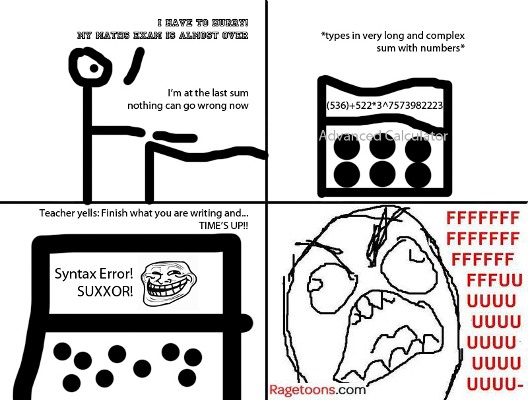 I HAVE TO HURRY!
MY MATHS EXAM IS ALMOST OVER
I'm at the last sum
nothing can go wrong now
*types in very long and complex
sum with numbers*
(536)+522*3^7573982223
Advanced Calculator
Teacher yells: Finish what you are writing and...
TIME'S UP!!
Syntax Error!
SUXXOR!
FFFFFFF
FFFFFFF
FFFFFF
FFFUU
UUUU
UUUU
UUUU
UUUU
UUUU-
Ragetoons.com